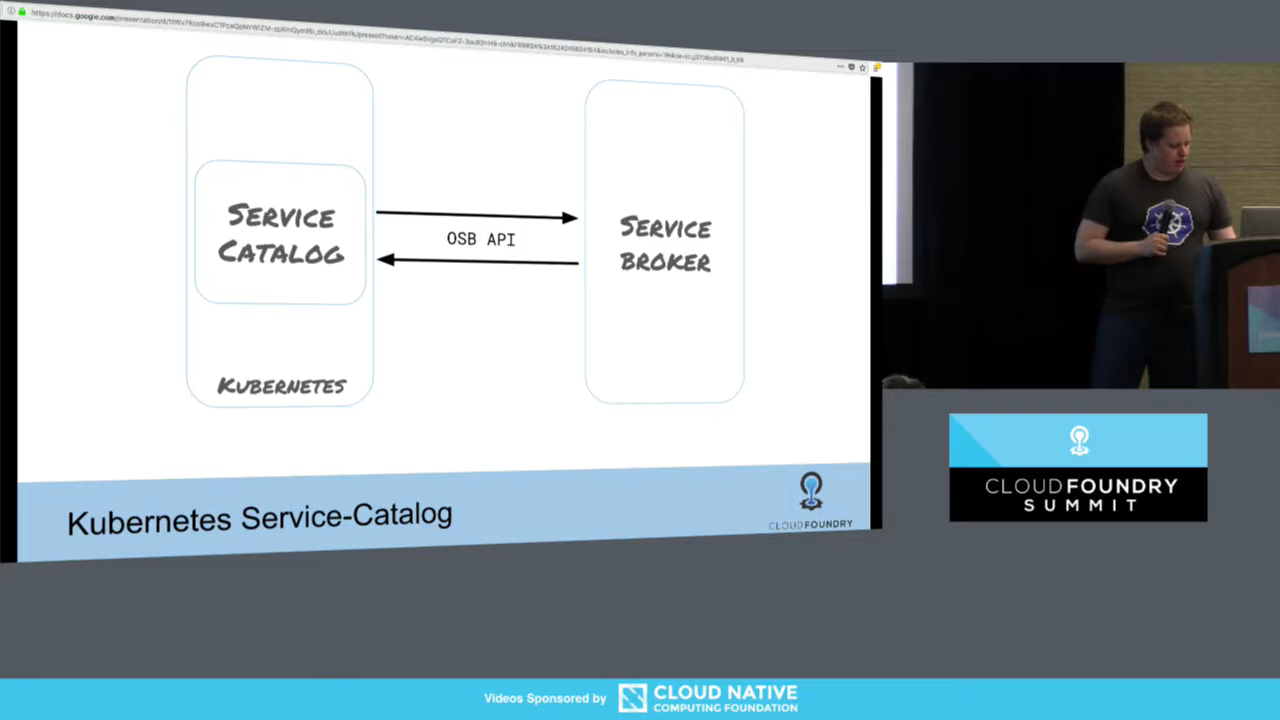 SERVICE
CATALOG
KUBERNETES
OSB API
SERVICE
BROKER
Kubernetes Service-Catalog
CLOUDFOUNDRY
CLOUDFOUNDRY
SUMMIT
Videos Sponsored by
CLOUD NATIVE
COMPUTING FOUNDATION